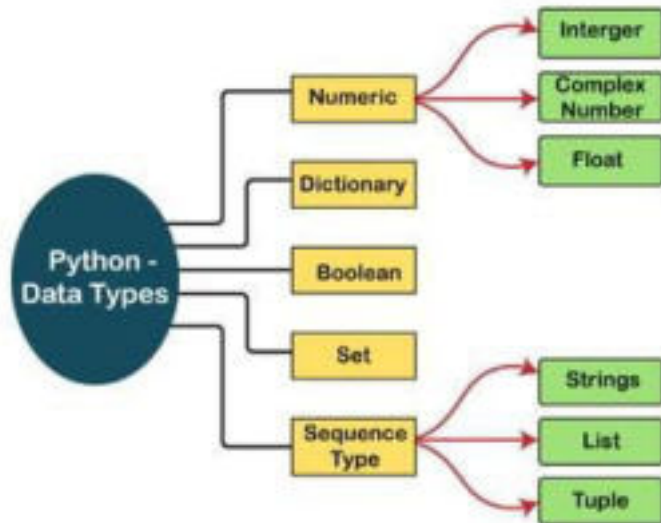 Python -
Data Types
Numeric
Dictionary
Boolean
Set
Sequence
Type
Interger
Complex
Number
Float
Strings
List
Tuple